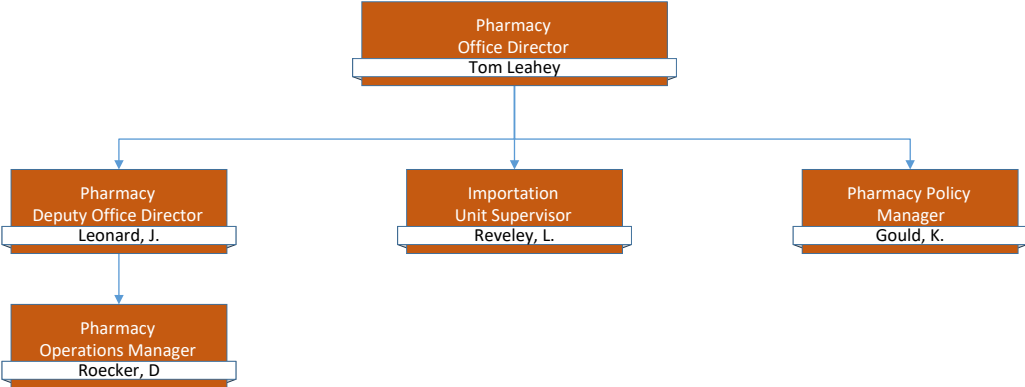 Pharmacy
Office Director
Tom Leahey
Pharmacy
Deputy Office Director
Leonard, J.
Importation
Unit Supervisor
Reveley, L.
Pharmacy Policy
Manager
Gould, K.
Pharmacy
Operations Manager
Roecker, D